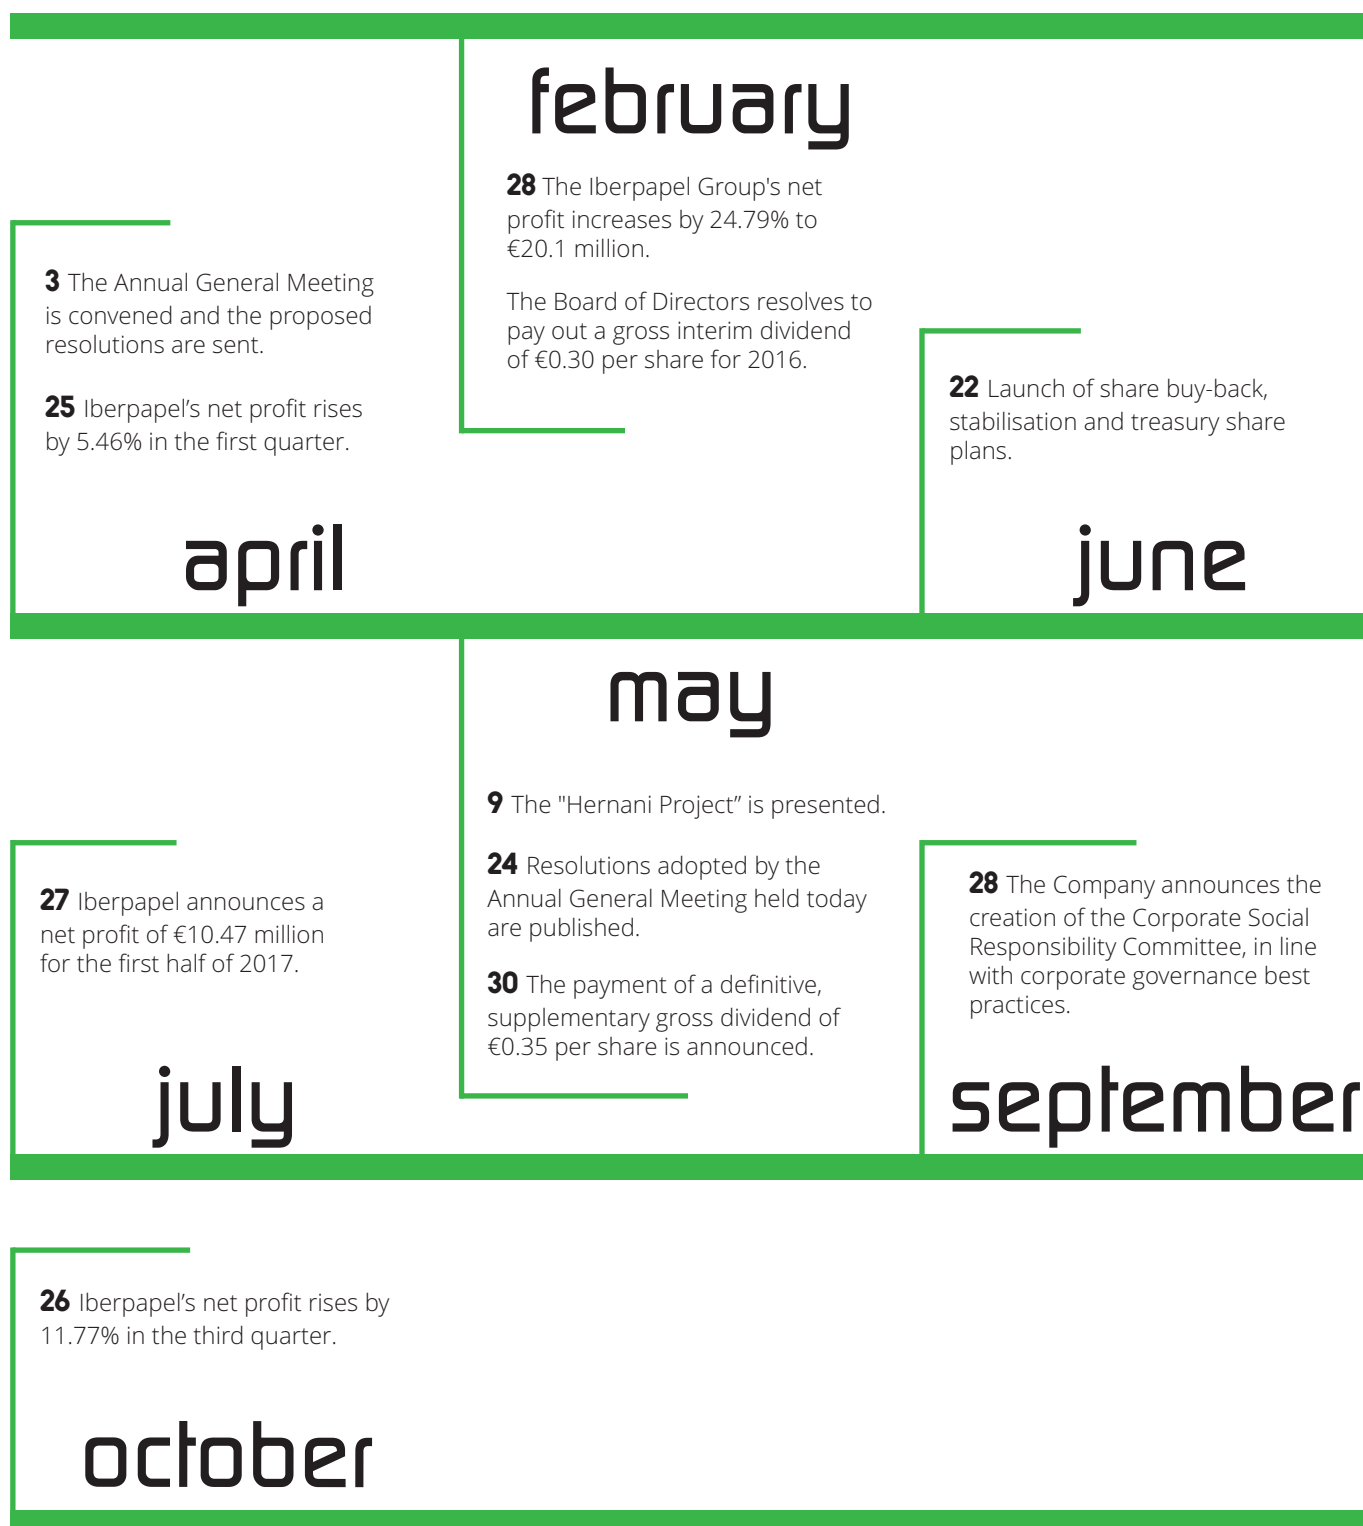 february
28 The Iberpapel Group's net
profit increases by 24.79% to
€20.1 million.
The Board of Directors resolves to
pay out a gross interim dividend
of €0.30 per share for 2016.
3 The Annual General Meeting
is convened and the proposed
resolutions are sent.
25 Iberpapel’s net profit rises
by 5.46% in the first quarter.
april
22 Launch of share buy-back,
stabilisation and treasury share
plans.
june
may
9 The "Hernani Project” is presented.
24 Resolutions adopted by the
Annual General Meeting held today
are published.
30 The payment of a definitive,
supplementary gross dividend of
€0.35 per share is announced.
27 Iberpapel announces a
net profit of €10.47 million
for the first half of 2017.
july
28 The Company announces the
creation of the Corporate Social
Responsibility Committee, in line
with corporate governance best
practices.
september
26 Iberpapel’s net profit rises by
11.77% in the third quarter.
october